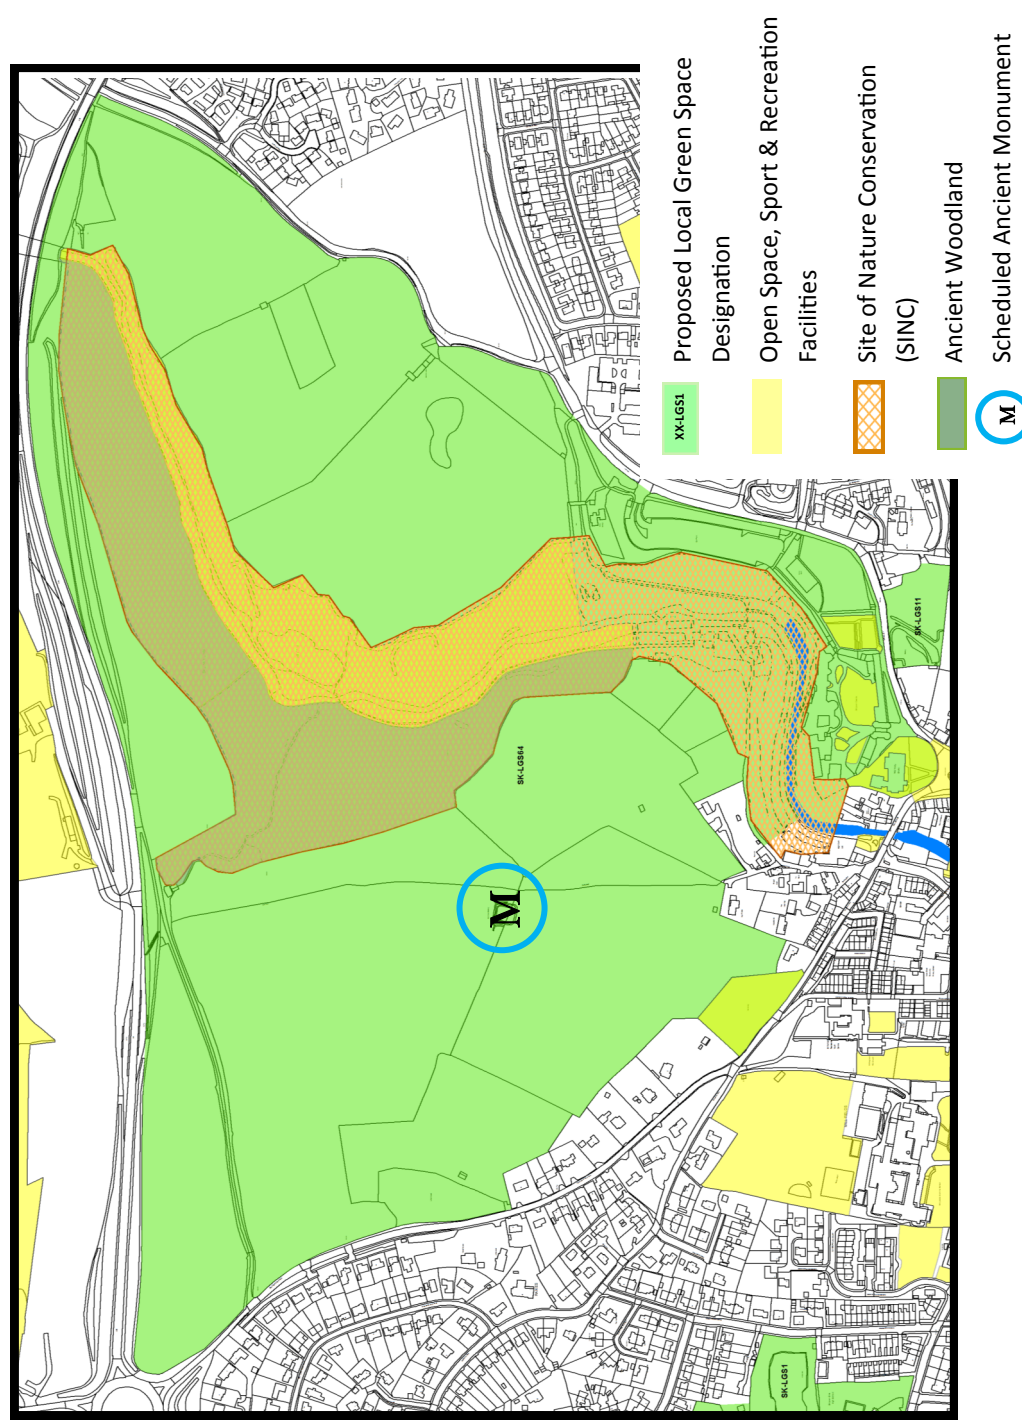 SK-LGS64
M
SK-LGS11
SK-LGS1
XX-LGS1
Proposed Local Green Space
Designation
Open Space, Sport & Recreation
Facilities
Site of Nature Conservation
(SINC)
Ancient Woodland
M
Scheduled Ancient Monument